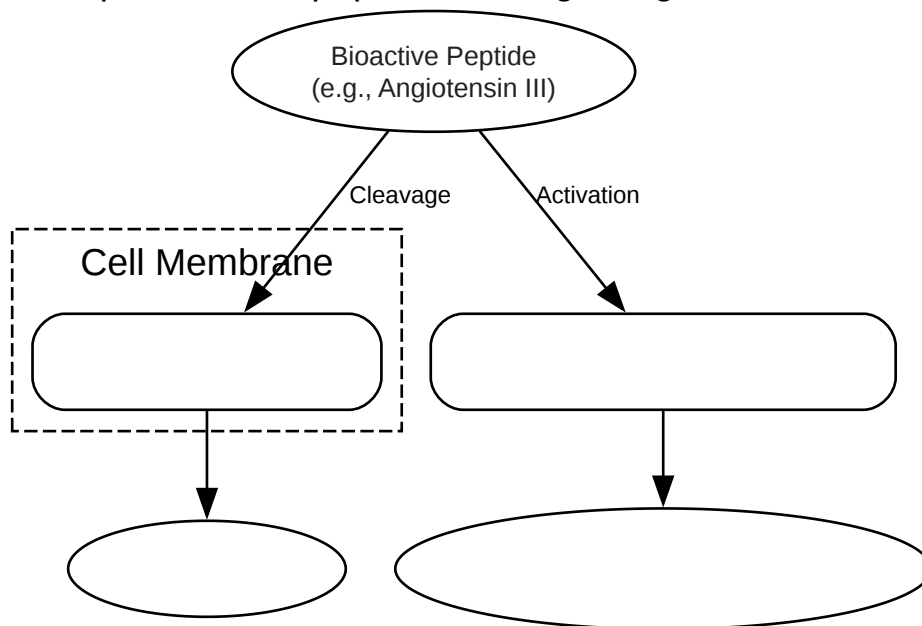 Bioactive Peptide
(e.g., Angiotensin III)
Cleavage
Activation
Cell Membrane